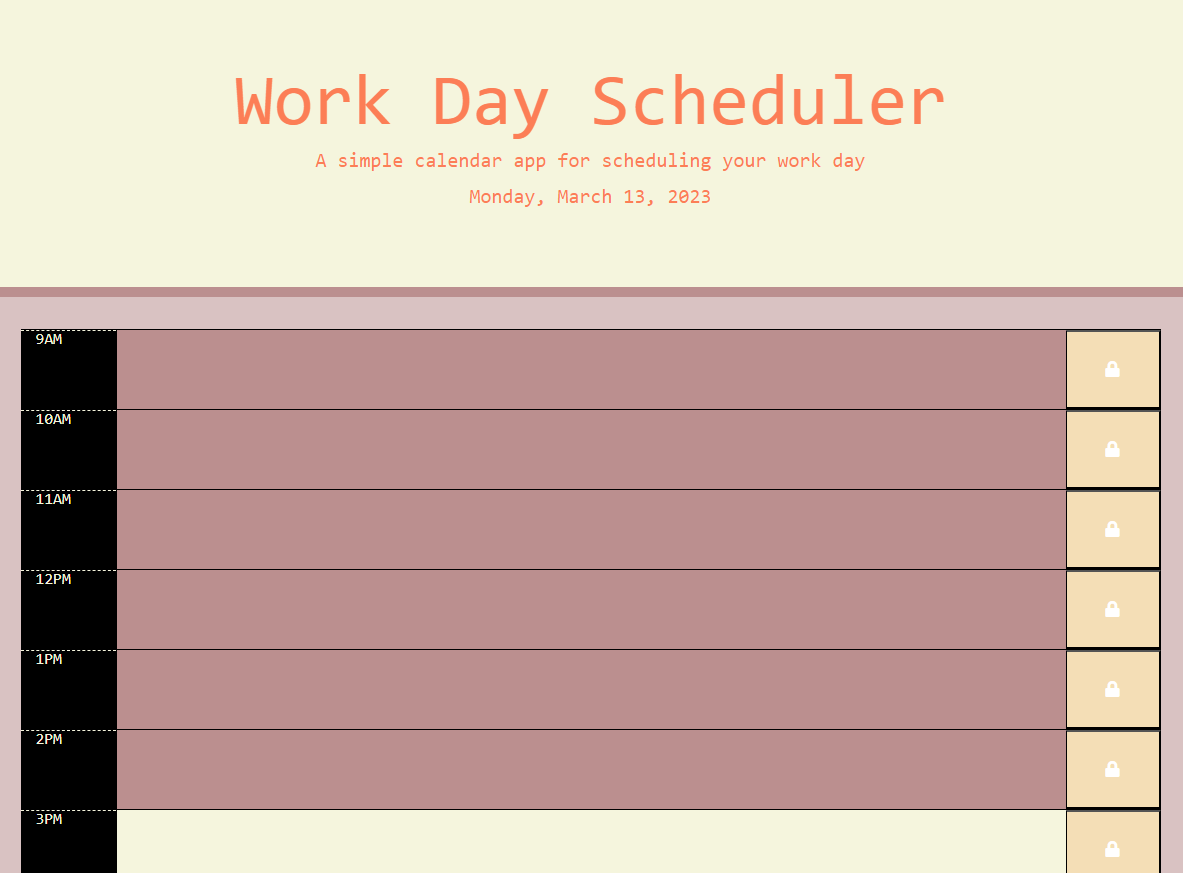 Work Day Scheduler
A simple calendar app for scheduling your work day
Monday, March 13, 2023
9AM
10AM
11AM
12PM
1PM
2PM
3PM